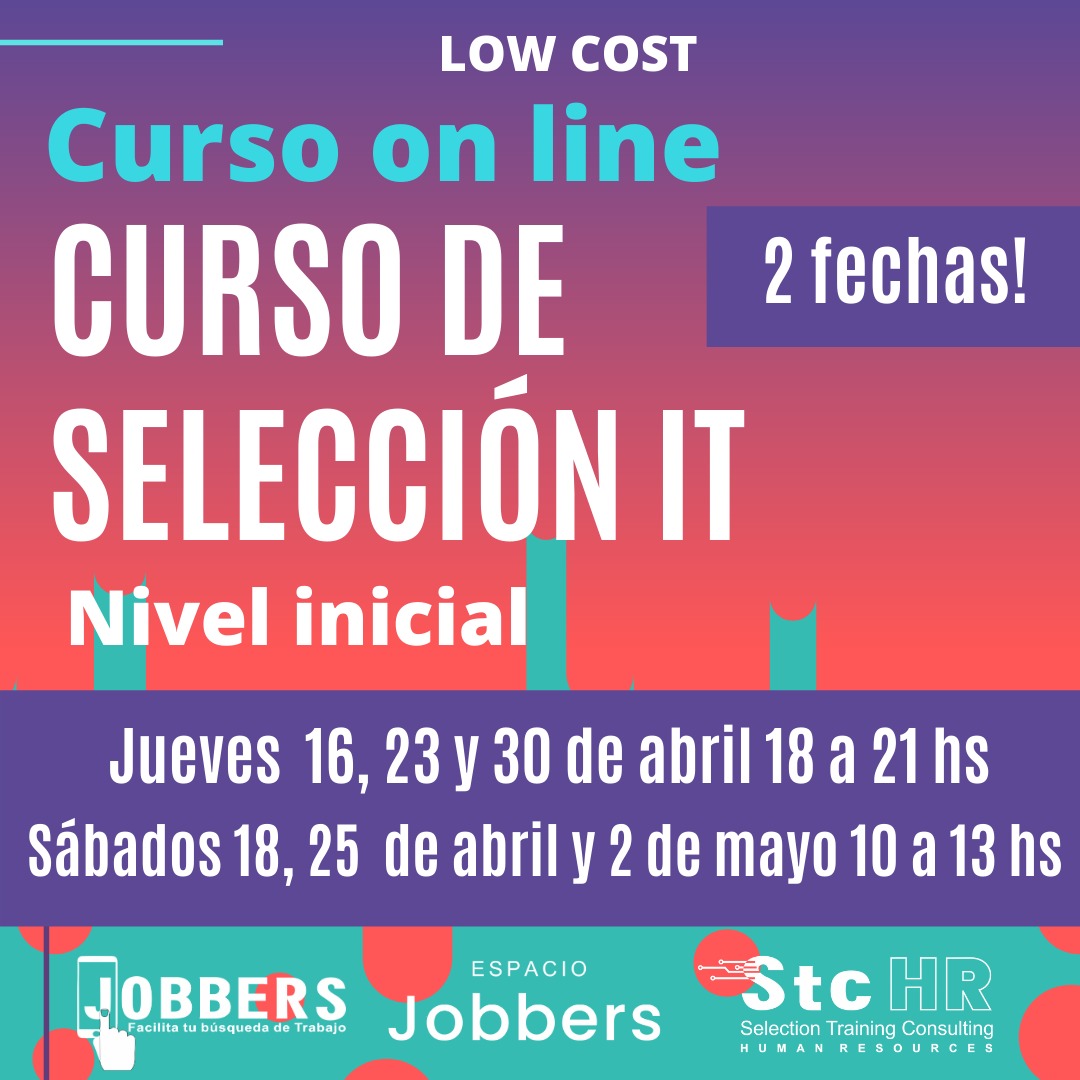 LOW COST
Curso on line
CURSO DE
2 fechas!
SELECCIÓN IT
Nivel inicial
Jueves 16, 23 y 30 de abril 18 a 21 hs
Sábados 18, 25 de abril y 2 de mayo 10 a 13 hs
JOBBERS
Facilita tu búsqueda de Trabajo
ESPACIO
Jobbers
Stc HR
Selection Training Consulting
HUMAN RESOURCES